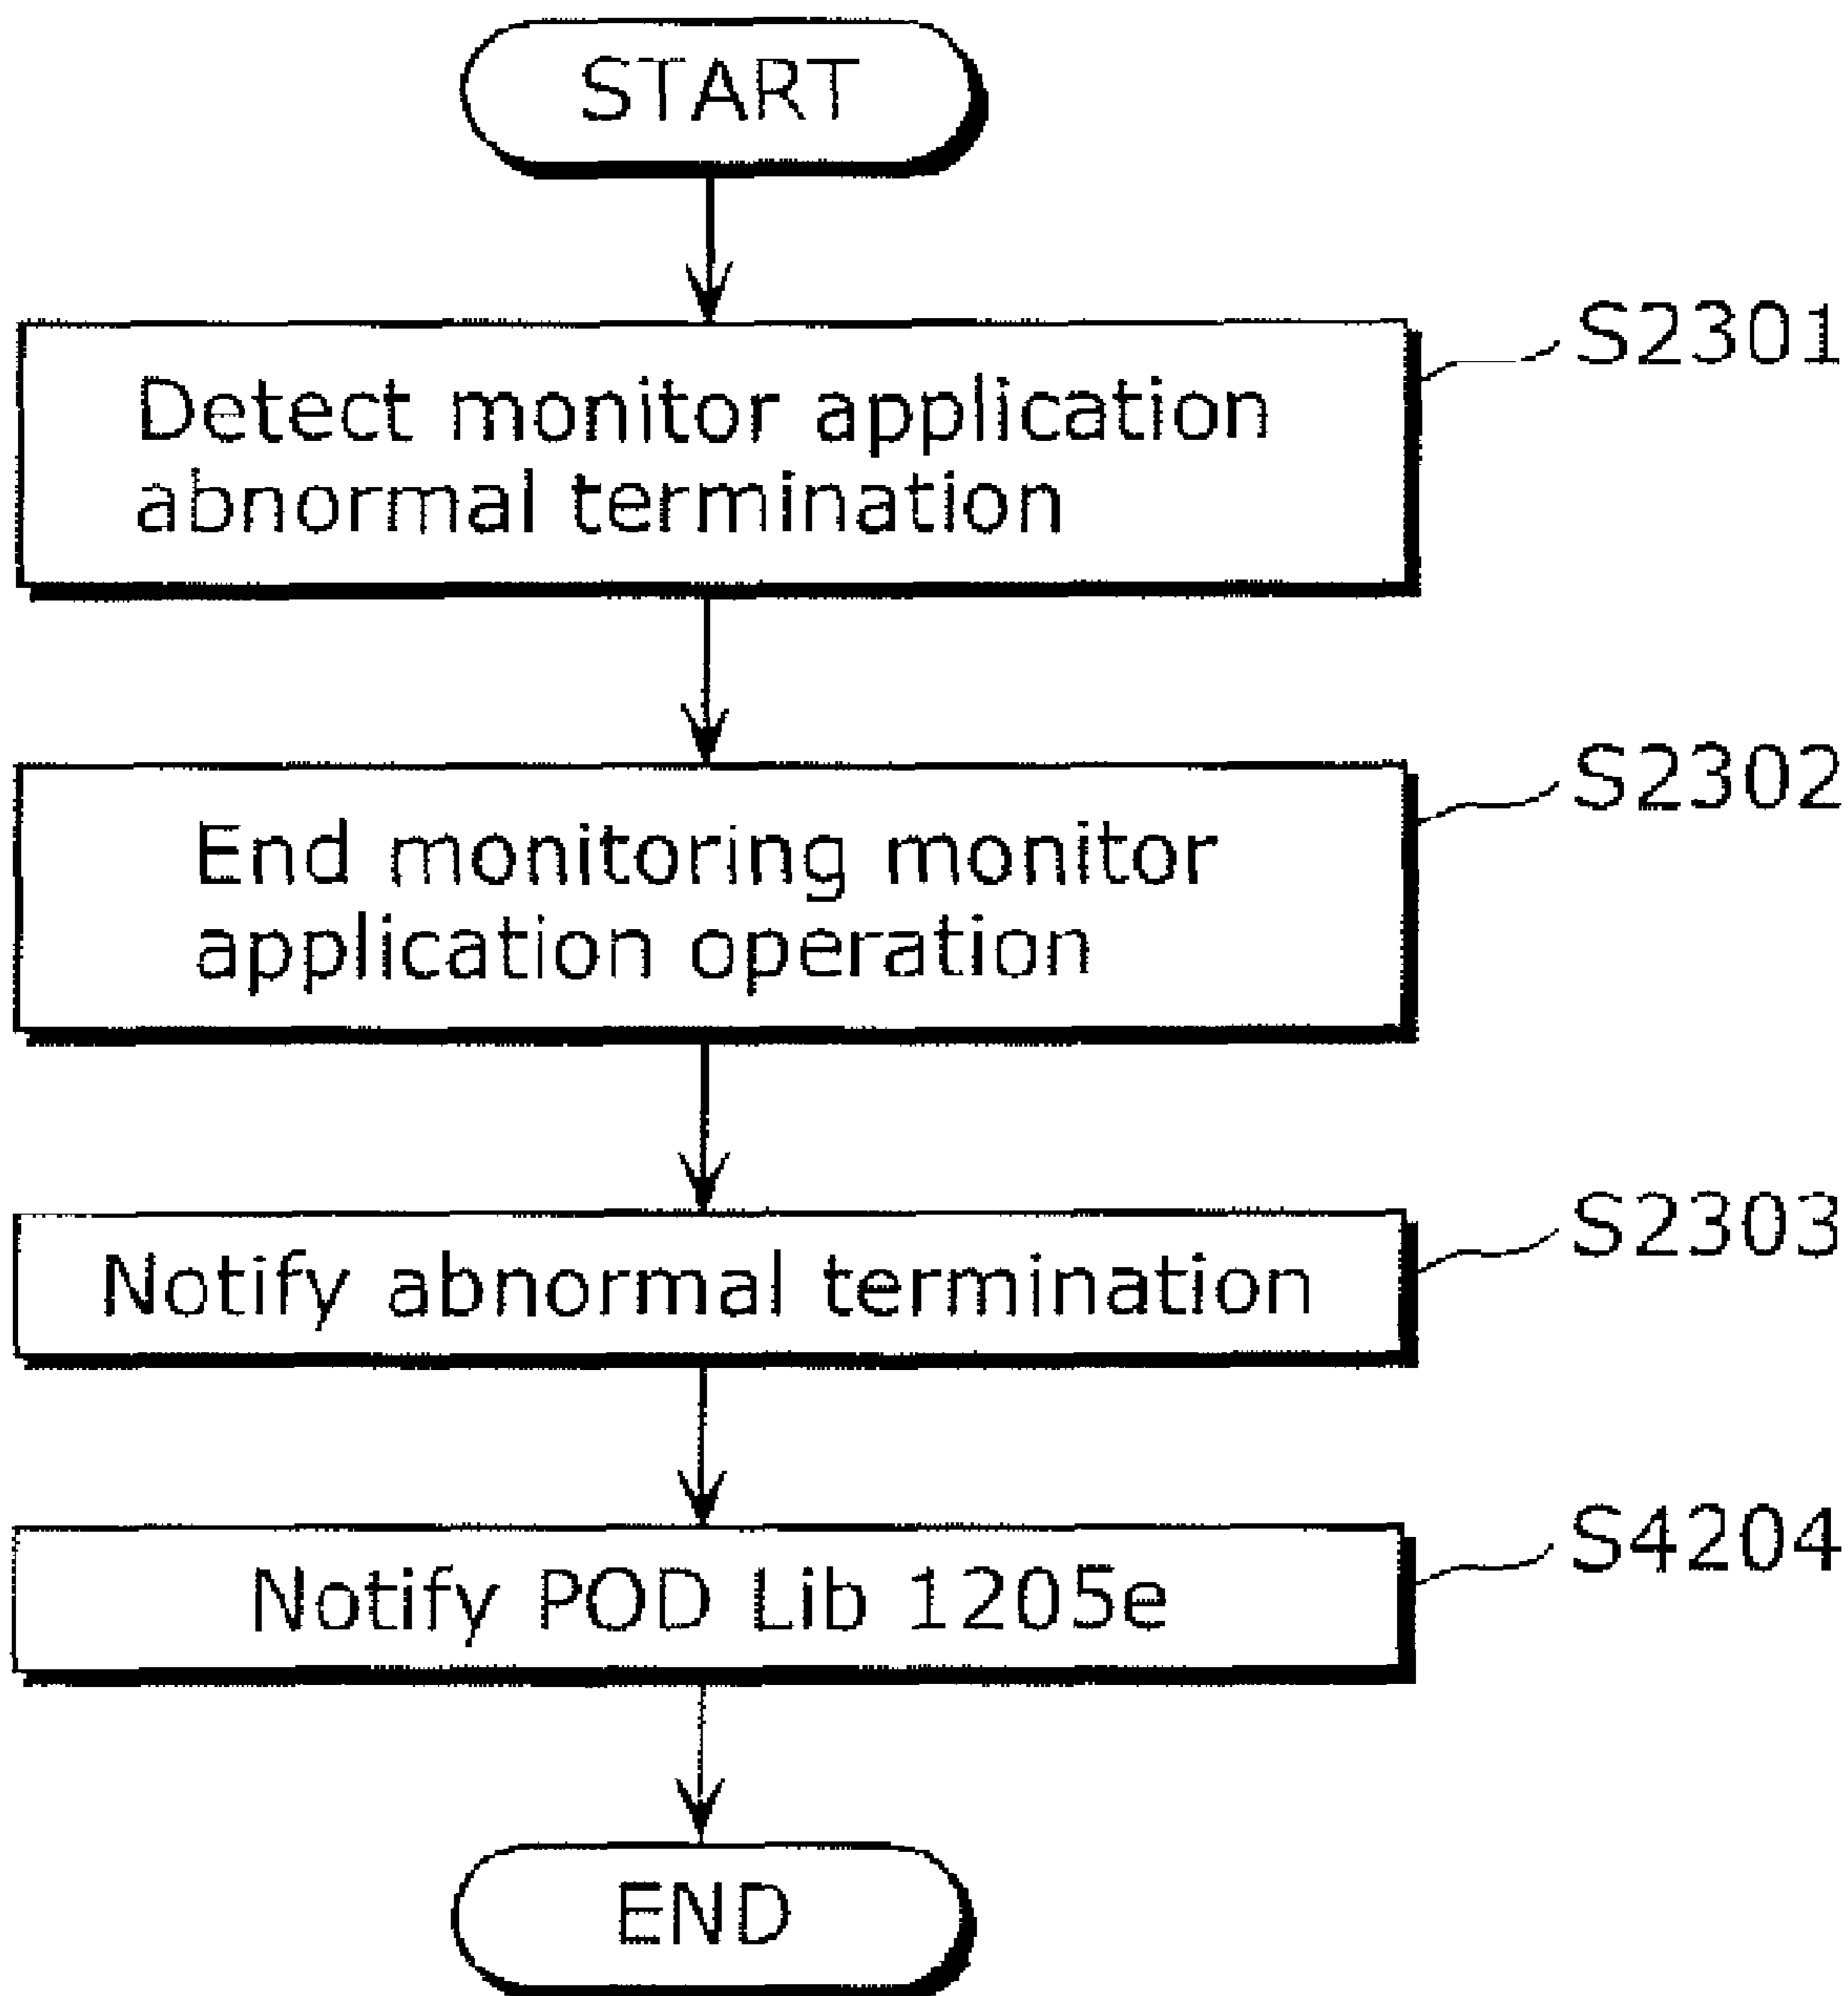 START
S2301
Detect monitor application
abnormal termination
S2302
End monitoring monitor
application operation
S2303
Notify abnormal termination
S4204
Notify POD Lib 1205e
END